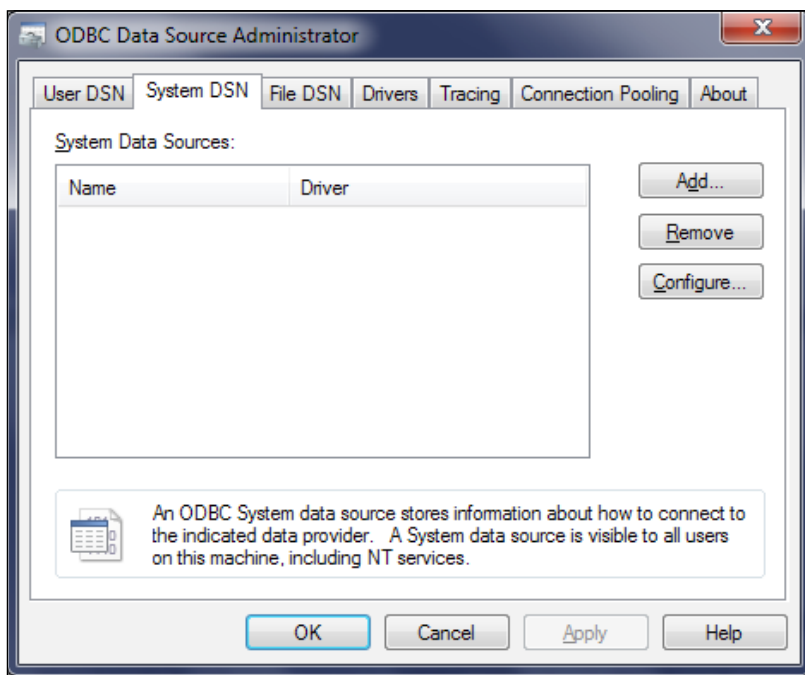 ODBC Data Source Administrator
x
User DSN System DSN File DSN Drivers Tracing Connection Pooling About
System Data Sources:
Name Driver
Add...
Remove
Configure...
An ODBC System data source stores information about how to connect to
the indicated data provider. A System data source is visible to all users
on this machine, including NT services.
OK Cancel Apply Help